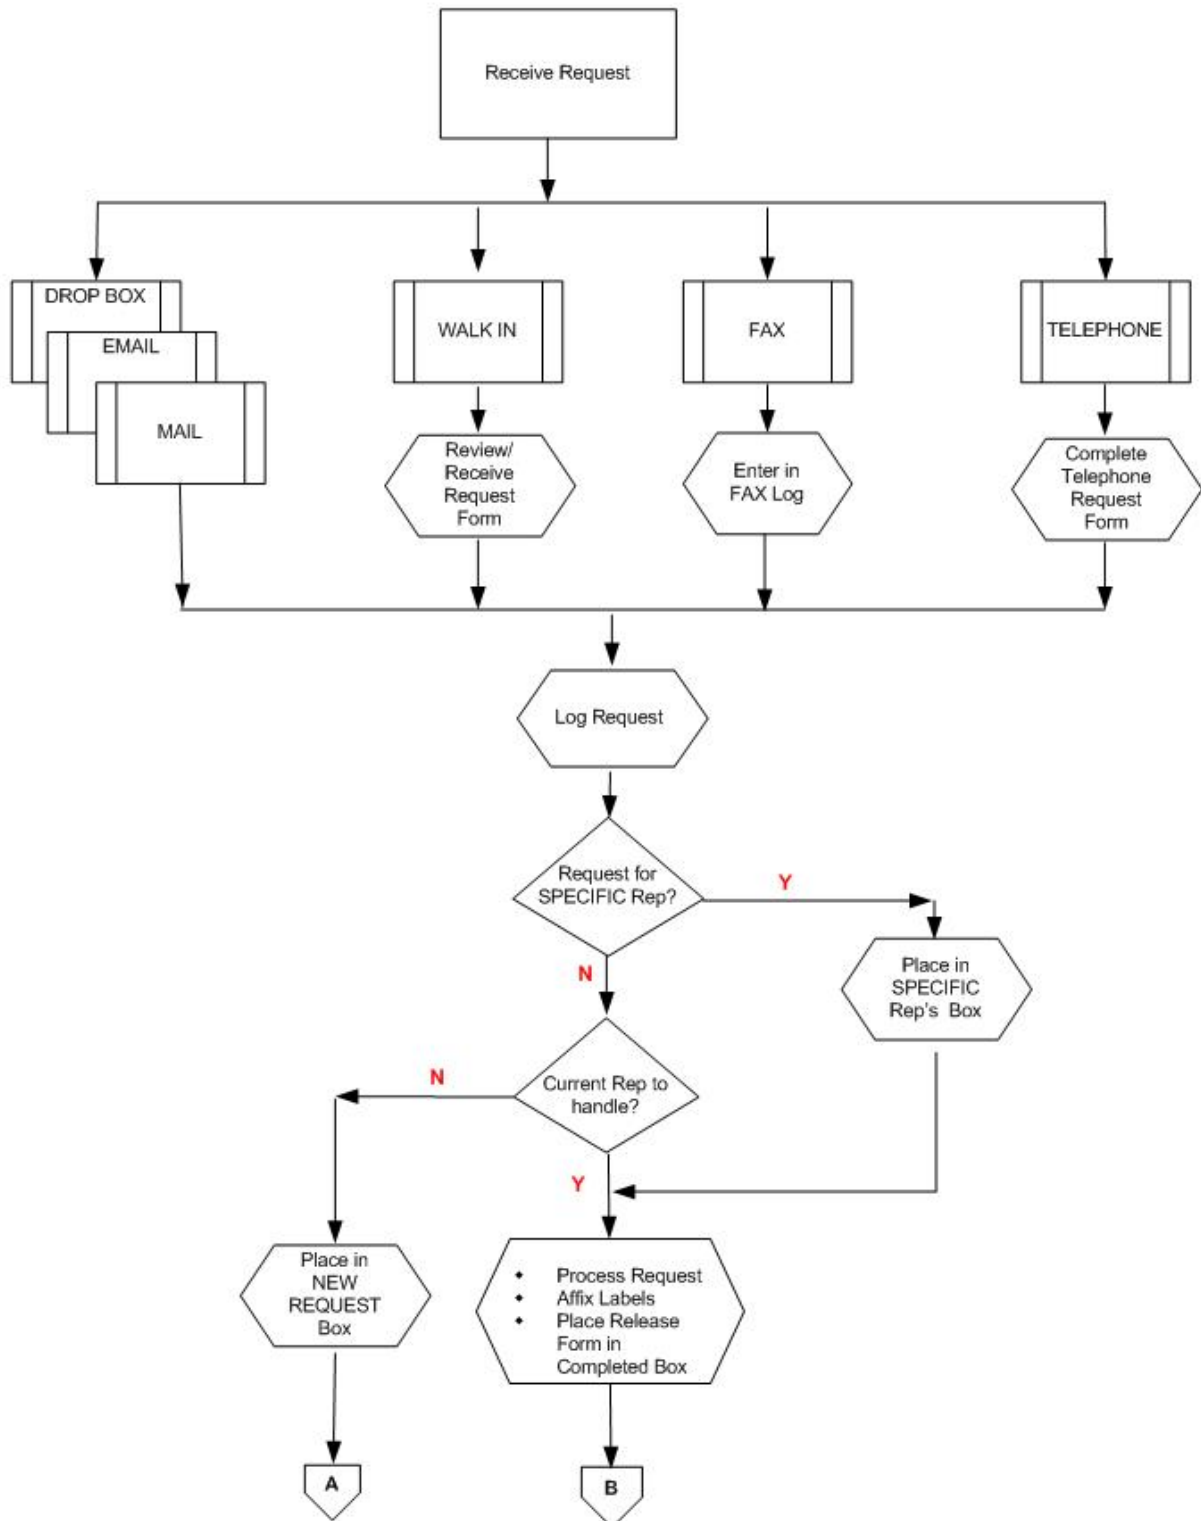 Receive Request
DROP BOX
EMAIL
MAIL
WALK IN
FAX
TELEPHONE
Review/
Receive
Request
Form
Enter in
FAX Log
Complete
Telephone
Request
Form
Log Request
Request for
SPECIFIC Rep?
Y
N
Place in
SPECIFIC
Rep's Box
Current Rep to
handle?
N
Y
Place in
NEW
REQUEST
Box
♦ Process Request
♦ Affix Labels
♦ Place Release
Form in
Completed Box
A
B